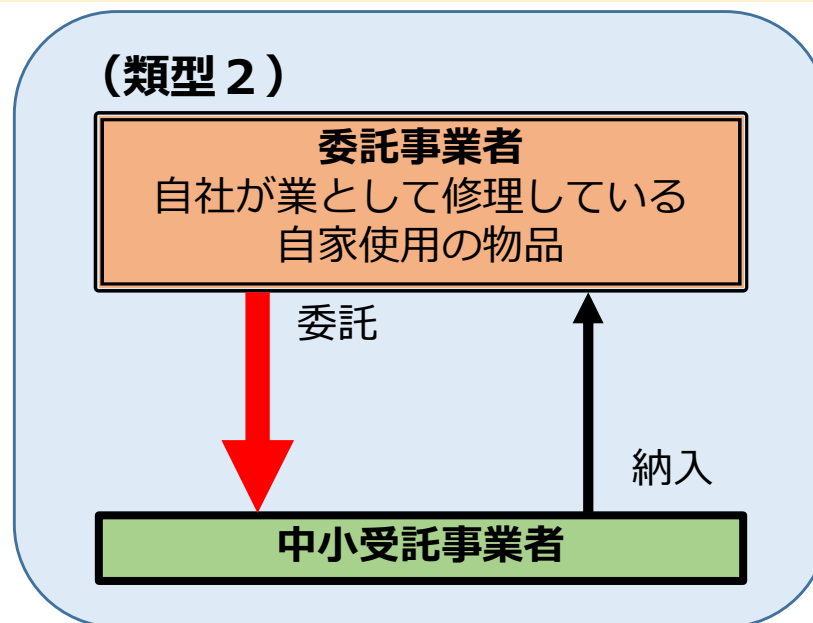 （類型２）
委託事業者
自社が業として修理している
自家使用の物品
委託
納入
中小受託事業者